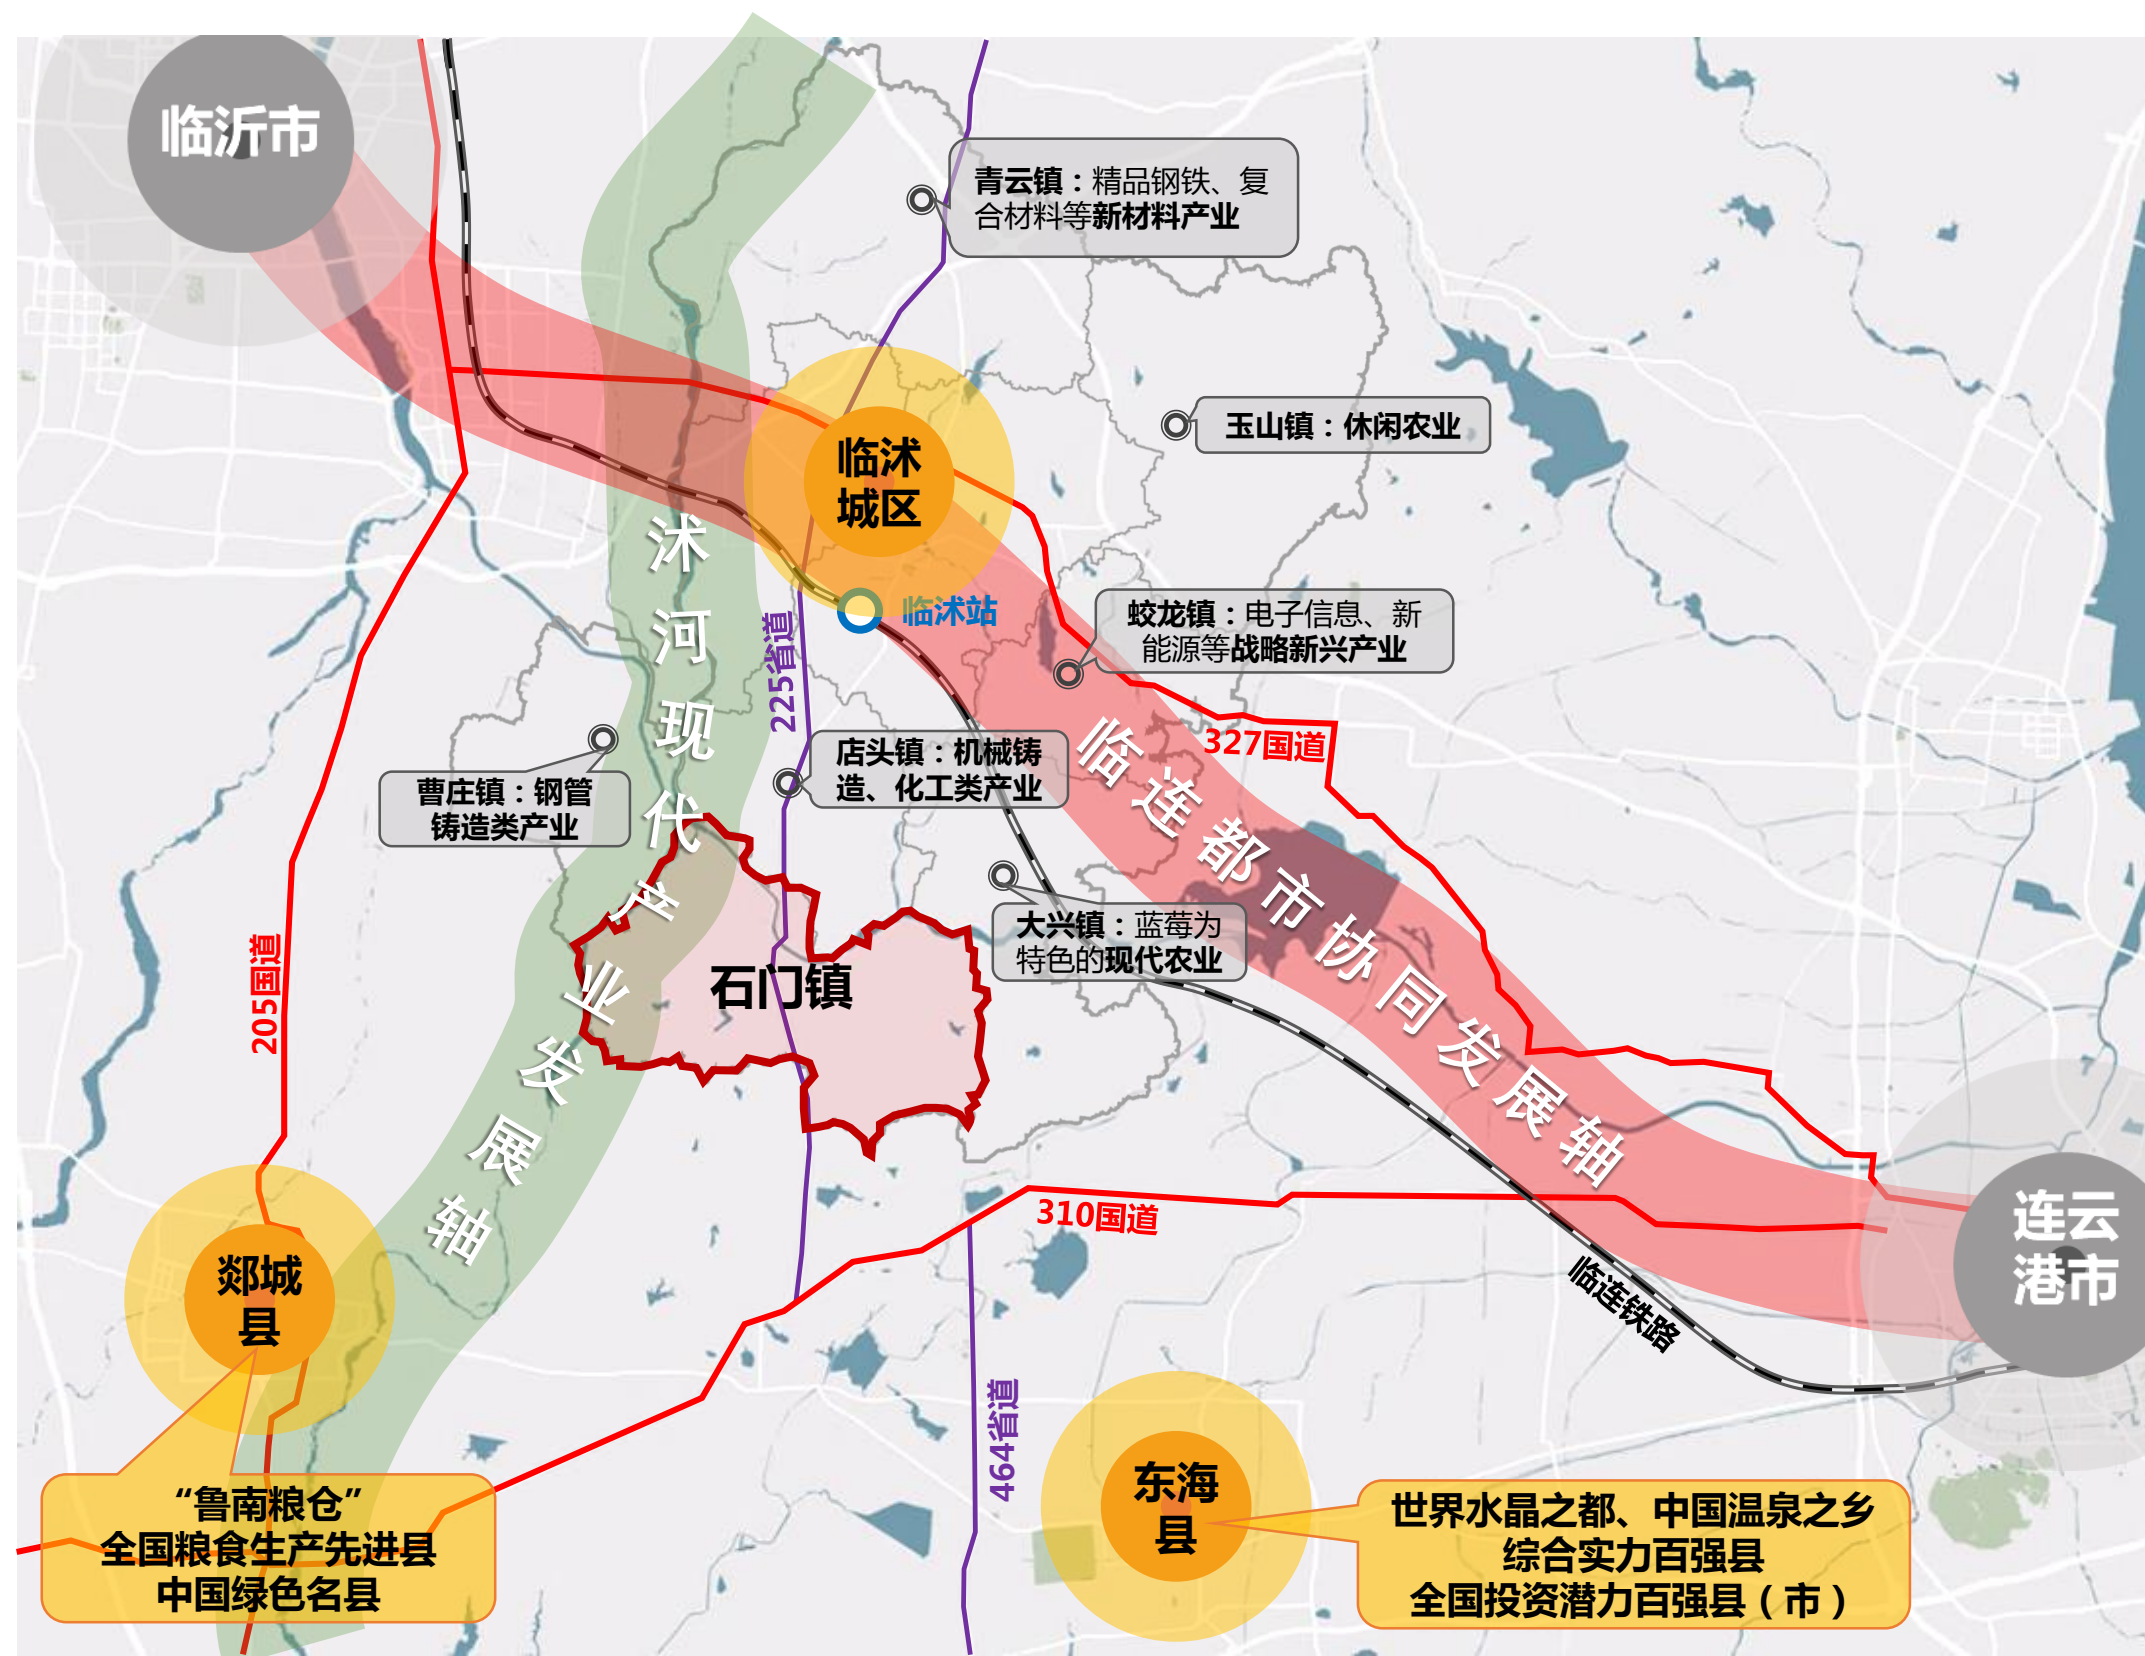 临沂市
青云镇：精品钢铁、复
合材料等新材料产业
玉山镇：休闲农业
临沭
城区
临沭站
沭河现代产业发展轴
225省道
蛟龙镇：电子信息、新
能源等战略新兴产业
327国道
店头镇：机械铸
造、化工类产业
曹庄镇：钢管
铸造类产业
临连都市协同发展轴
大兴镇：蓝莓为
特色的现代农业
石门镇
205国道
310国道
连云
港市
临连铁路
郯城
县
464省道
东海
县
“鲁南粮仓”
全国粮食生产先进县
中国绿色名县
世界水晶之都、中国温泉之乡
综合实力百强县
全国投资潜力百强县（市）